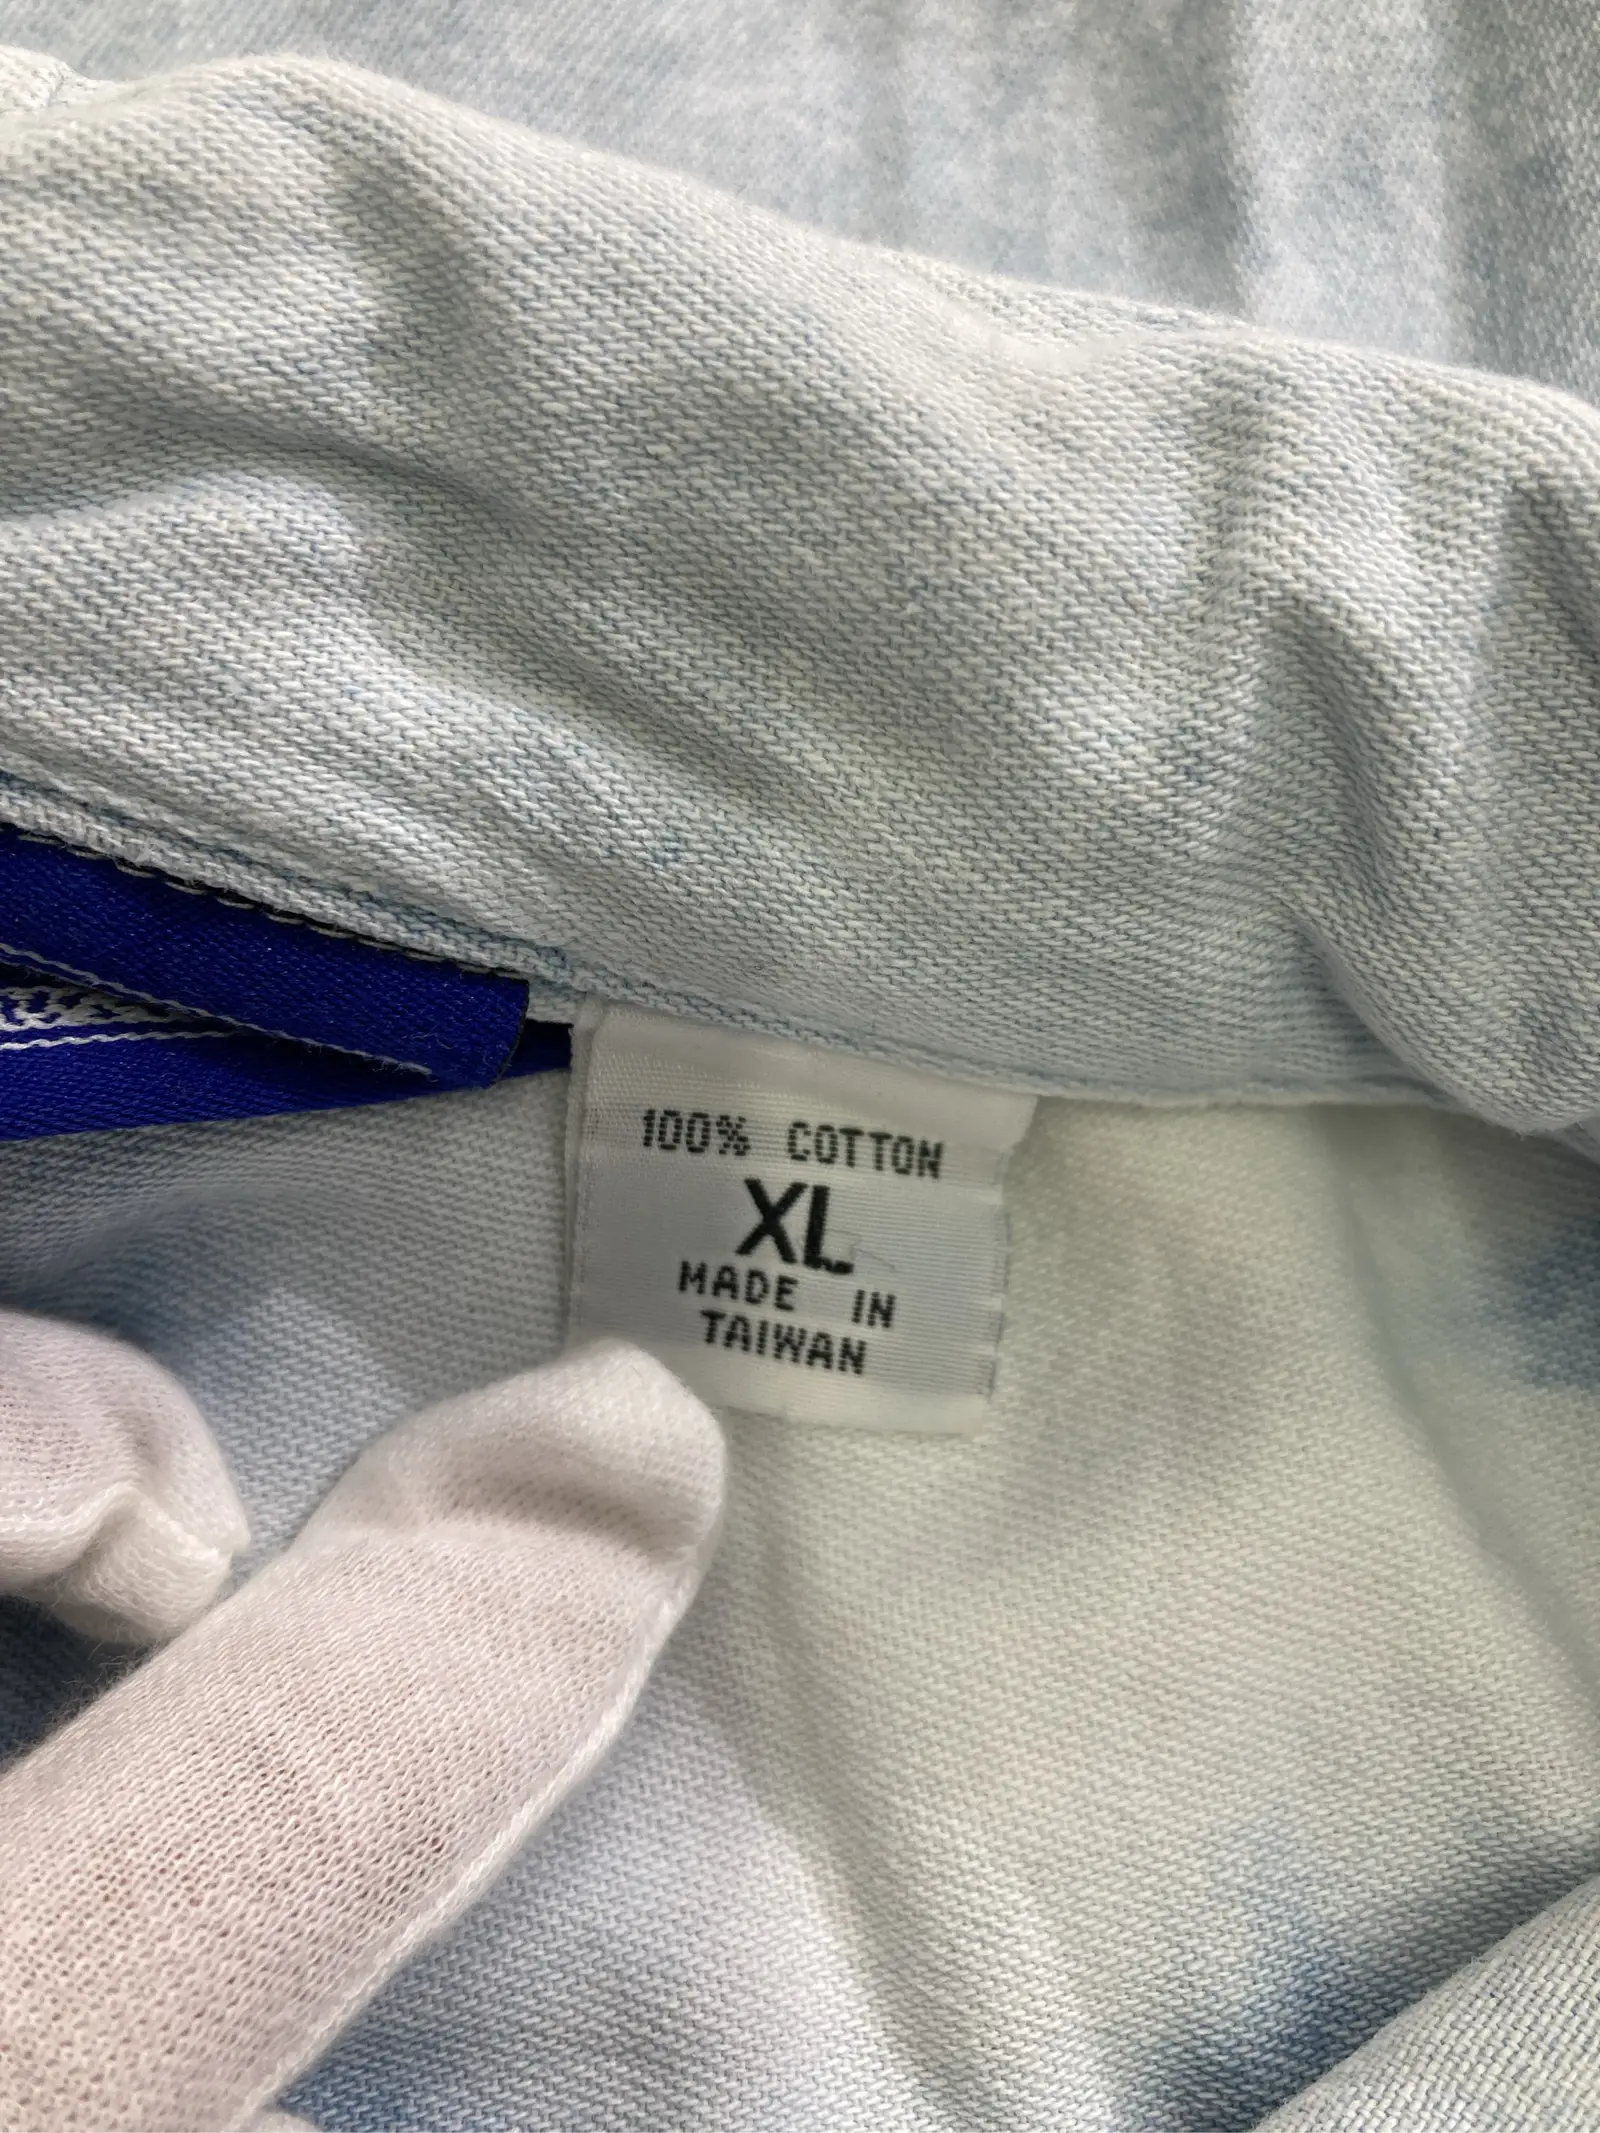 100% COTTON
XL
MADE IN
TAIWAN